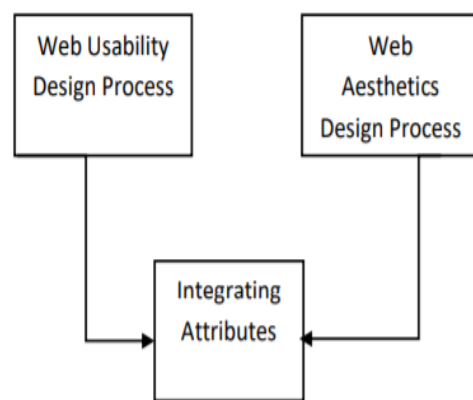 Web Usability
Design Process
Web
Aesthetics
Design Process
Integrating
Attributes